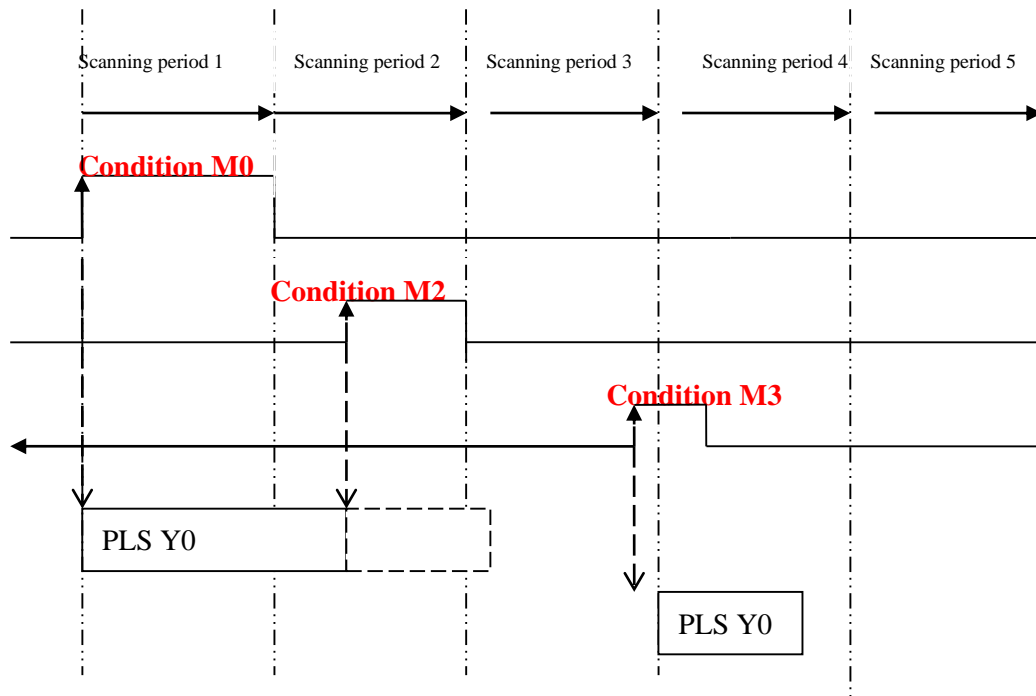 Scanning period 1
Scanning period 2
Scanning period 3
Scanning period 4
Scanning period 5
Condition M0
Condition M2
Condition M3
PLS Y0
PLS Y0